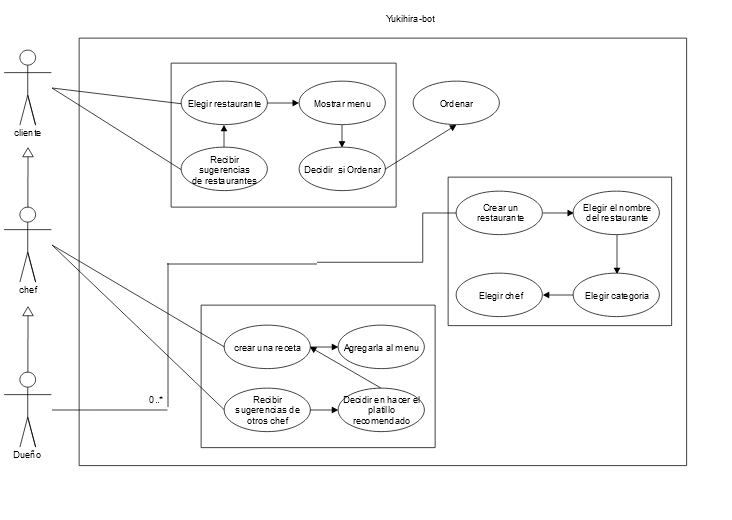 Yukihira-bot
cliente
Elegir restaurante
Mostrar menu
Ordenar
Recibir
sugerencias
de restaurantes
Decidir si Ordenar
chef
Crear un
restaurante
Elegir el nombre
del restaurante
Elegir chef
Elegir categoria
crear una receta
Agregarla al menu
Recibir
sugerencias de
otros chef
Decidir en hacer el
platillo
recomendado
0..*
Dueño